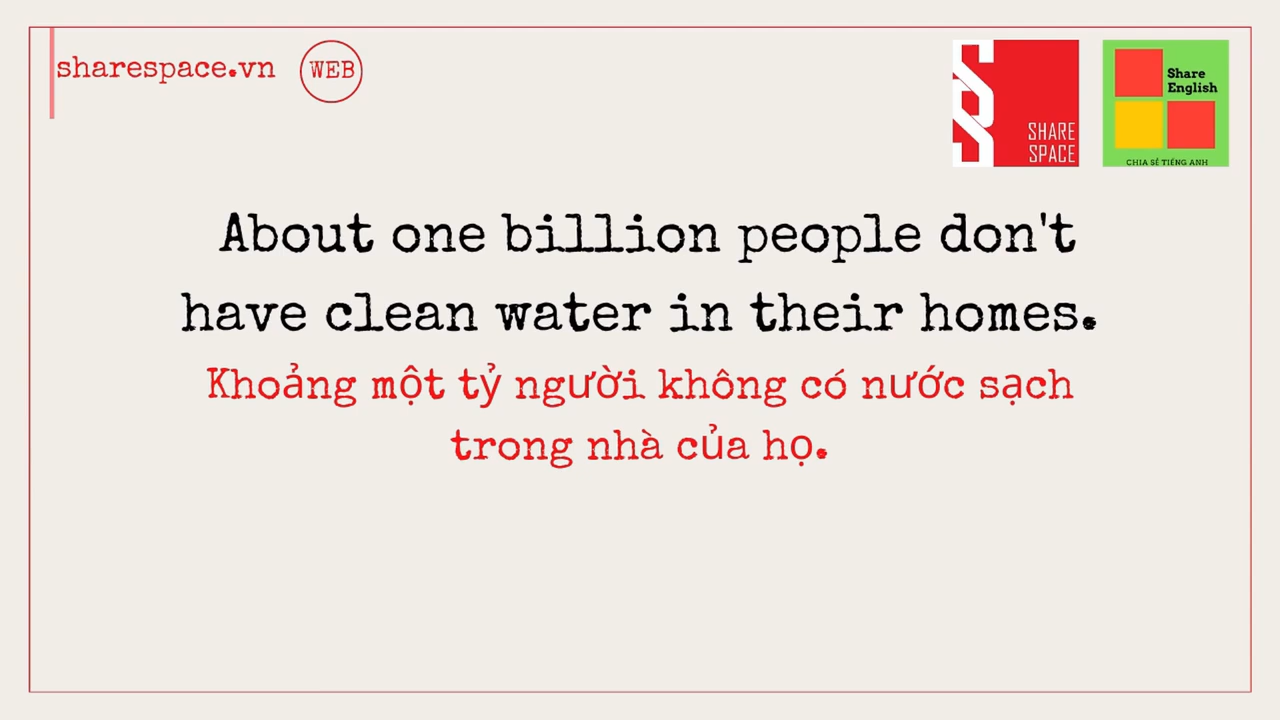 sharespace.vn WEB
SHARE
SPACE
Share
English
CHIA SẺ TIẾNG ANH
About one billion people don't
have clean water in their homes.
Khoảng một tỷ người không có nước sạch
trong nhà của họ.